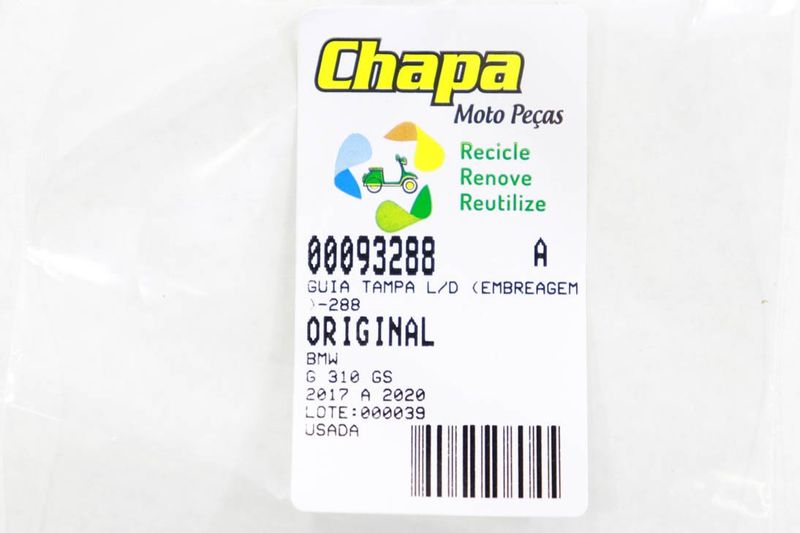 Chapa
Moto Peças
Recicle
Renove
Reutilize
00093288 A
GUIA TAMPA L/D (EMBREAGEM
)-288
ORIGINAL
BMW
G 310 GS
2017 A 2020
LOTE:000039
USADA